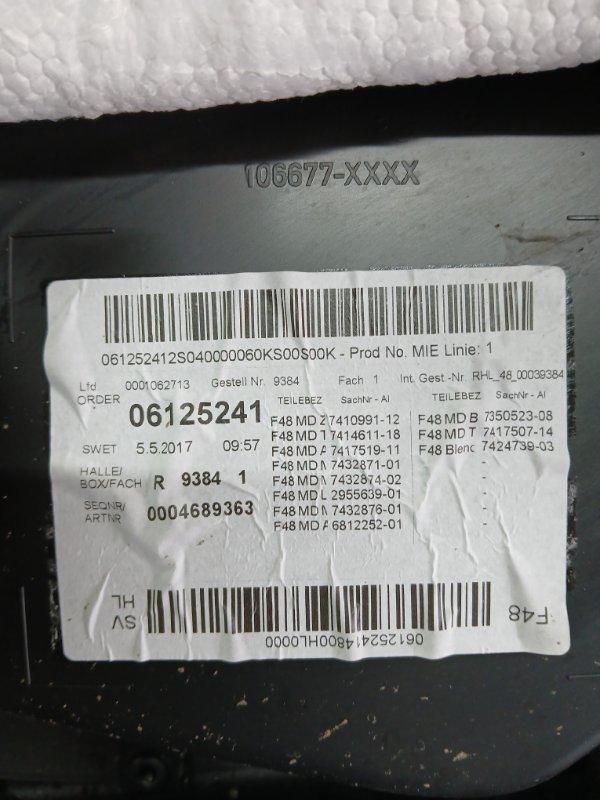 106677-XXXX
061252412S040000060KS00S00K - Prod No. MIE Linie: 1
Lfd 0001062713 Gestell Nr. 9384 Fach 1 Int. Gest.-Nr. RHL_48_00039384
ORDER 06125241
TEILEBEZ SachNr - AI TEILEBEZ SachNr - AI
F48 MD Z 7410991-12 F48 MD B 7350523-08
F48 MD T 7414611-18 F48 MD T 7417507-14
SWET 5.5.2017 09:57 F48 MD A 7417519-11 F48 Blenc 7424739-03
F48 MD N 7432871-01 -
HALLE/
BOX/FACH R 9384 1 F48 MD N 7432874-02 -
F48 MD L 2955639-01 -
SEQNR/
ARTNR 0004689363 F48 MD N 7432876-01 -
F48 MD A 6812252-01 -
SV
HL
F48
061252414800HL0000